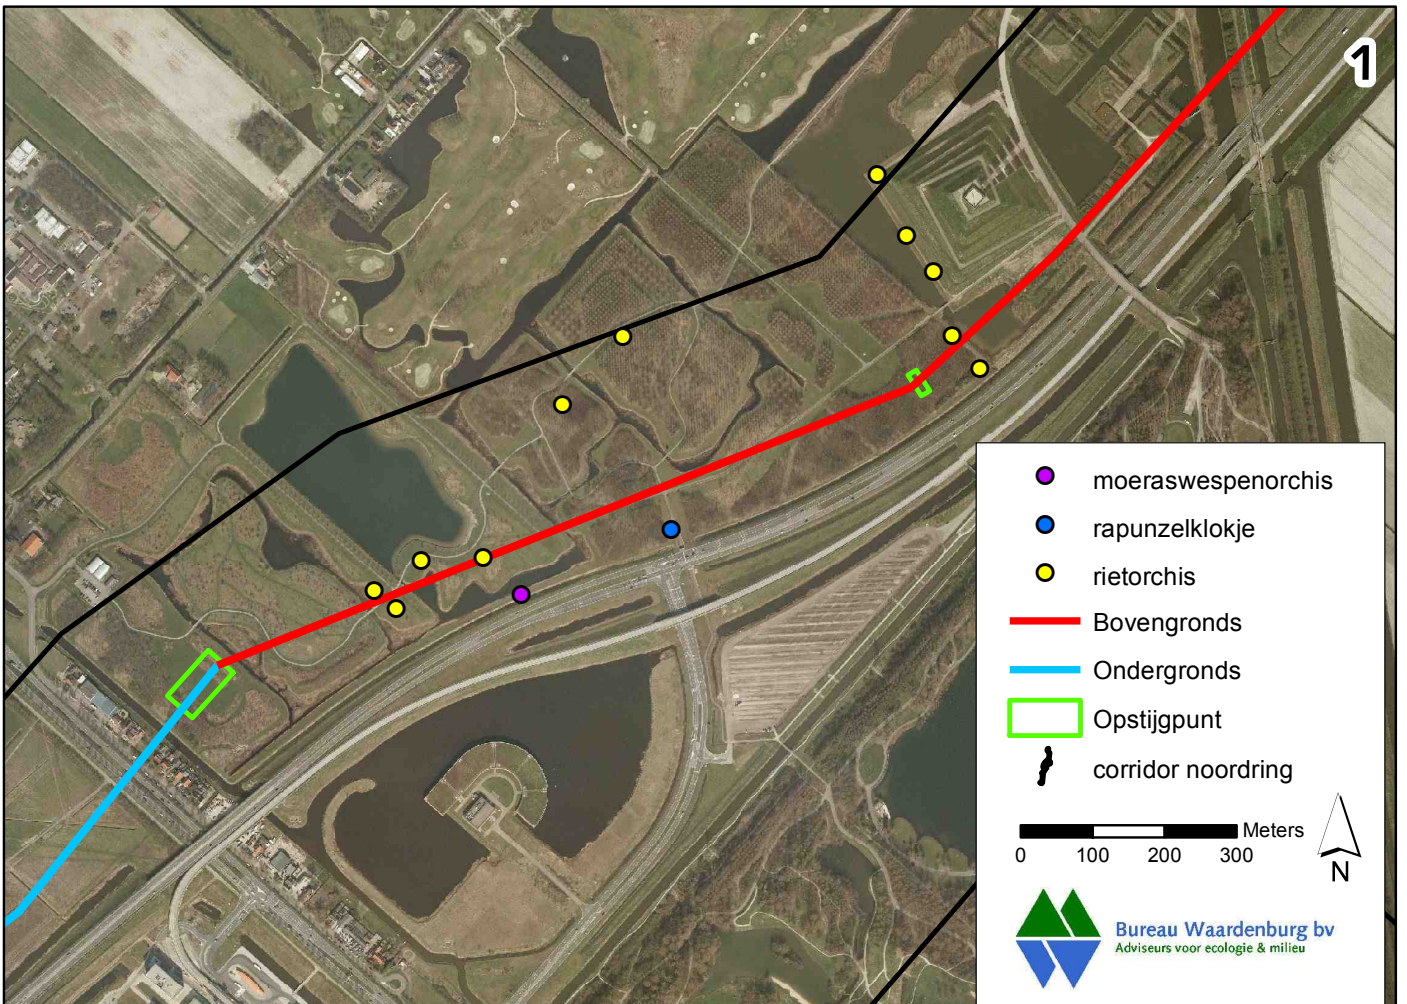 1
moeraswespenorchis
rapunzelklokje
rietorchis
Bovengronds
Ondergronds
Opstijgpunt
corridor noordring
Meters
0 100 200 300
N
Bureau Waardenburg bv
Adviseurs voor ecologie & milieu